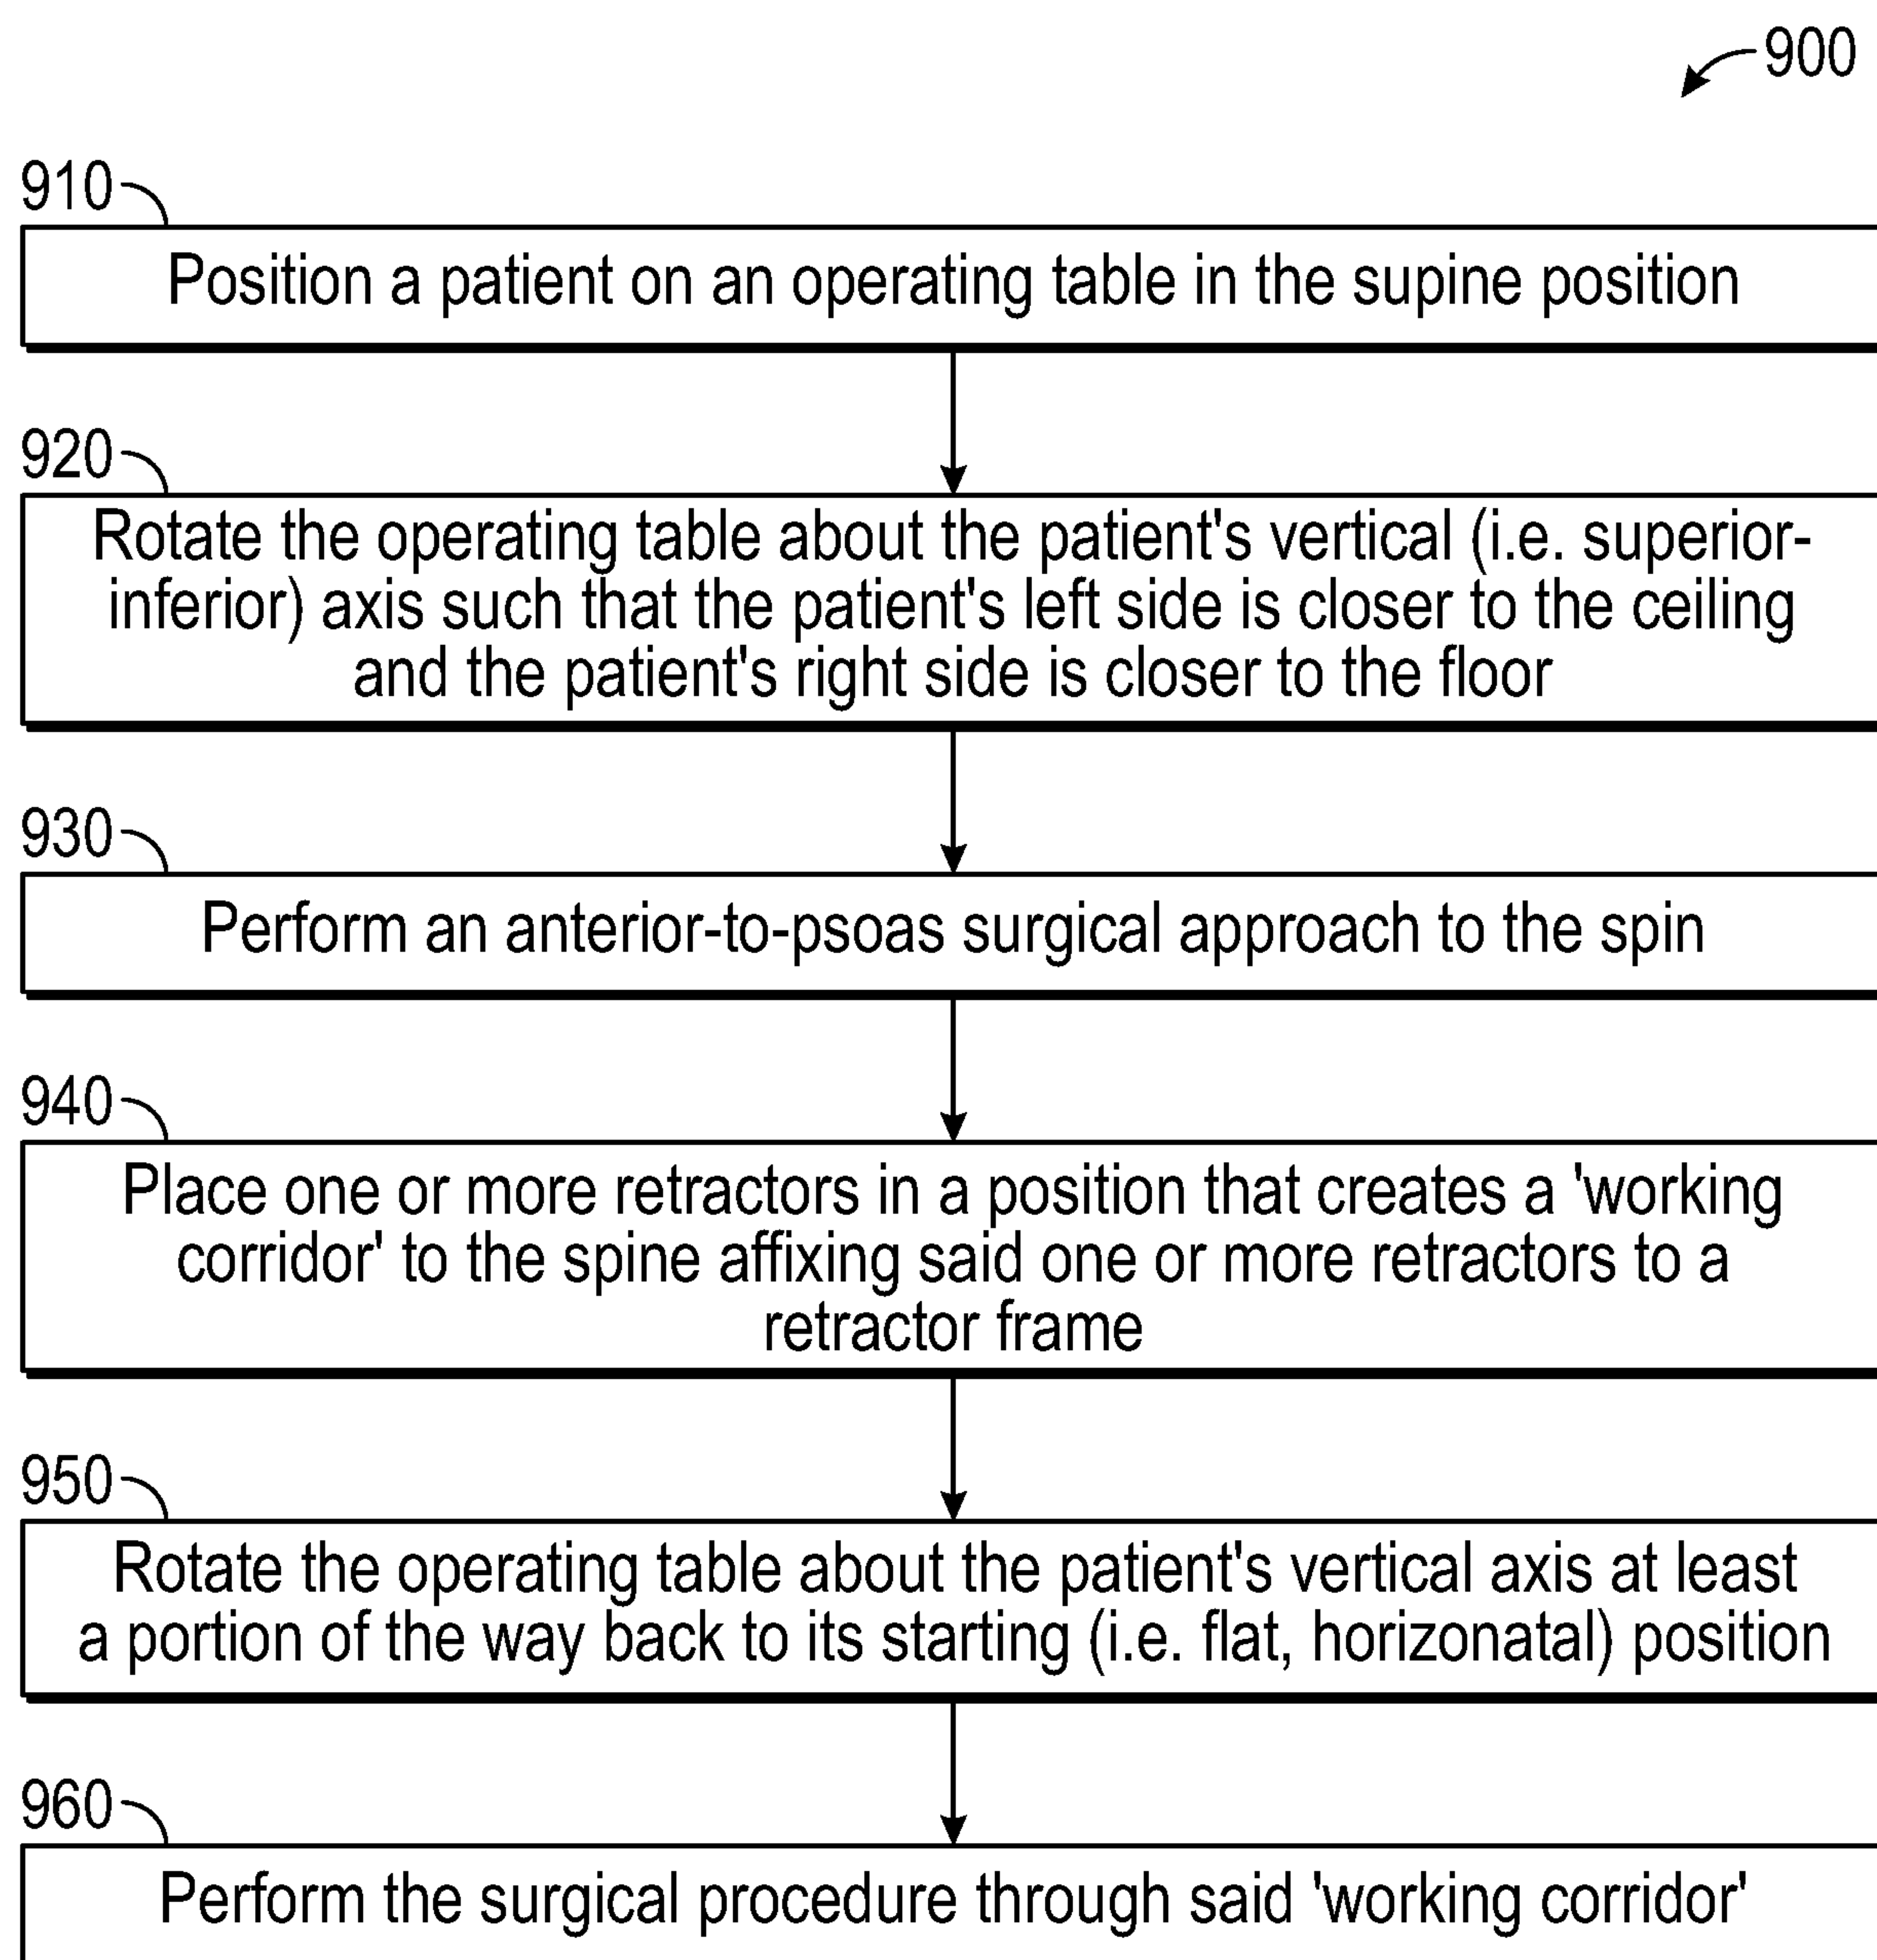 900
910
Position a patient on an operating table in the supine position
920
Rotate the operating table about the patient's vertical (i.e. superior-
inferior) axis such that the patient's left side is closer to the ceiling
and the patient's right side is closer to the floor
930
Perform an anterior-to-psoas surgical approach to the spin
940
Place one or more retractors in a position that creates a 'working
corridor' to the spine affixing said one or more retractors to a
retractor frame
950
Rotate the operating table about the patient's vertical axis at least
a portion of the way back to its starting (i.e. flat, horizonatal) position
960
Perform the surgical procedure through said 'working corridor'